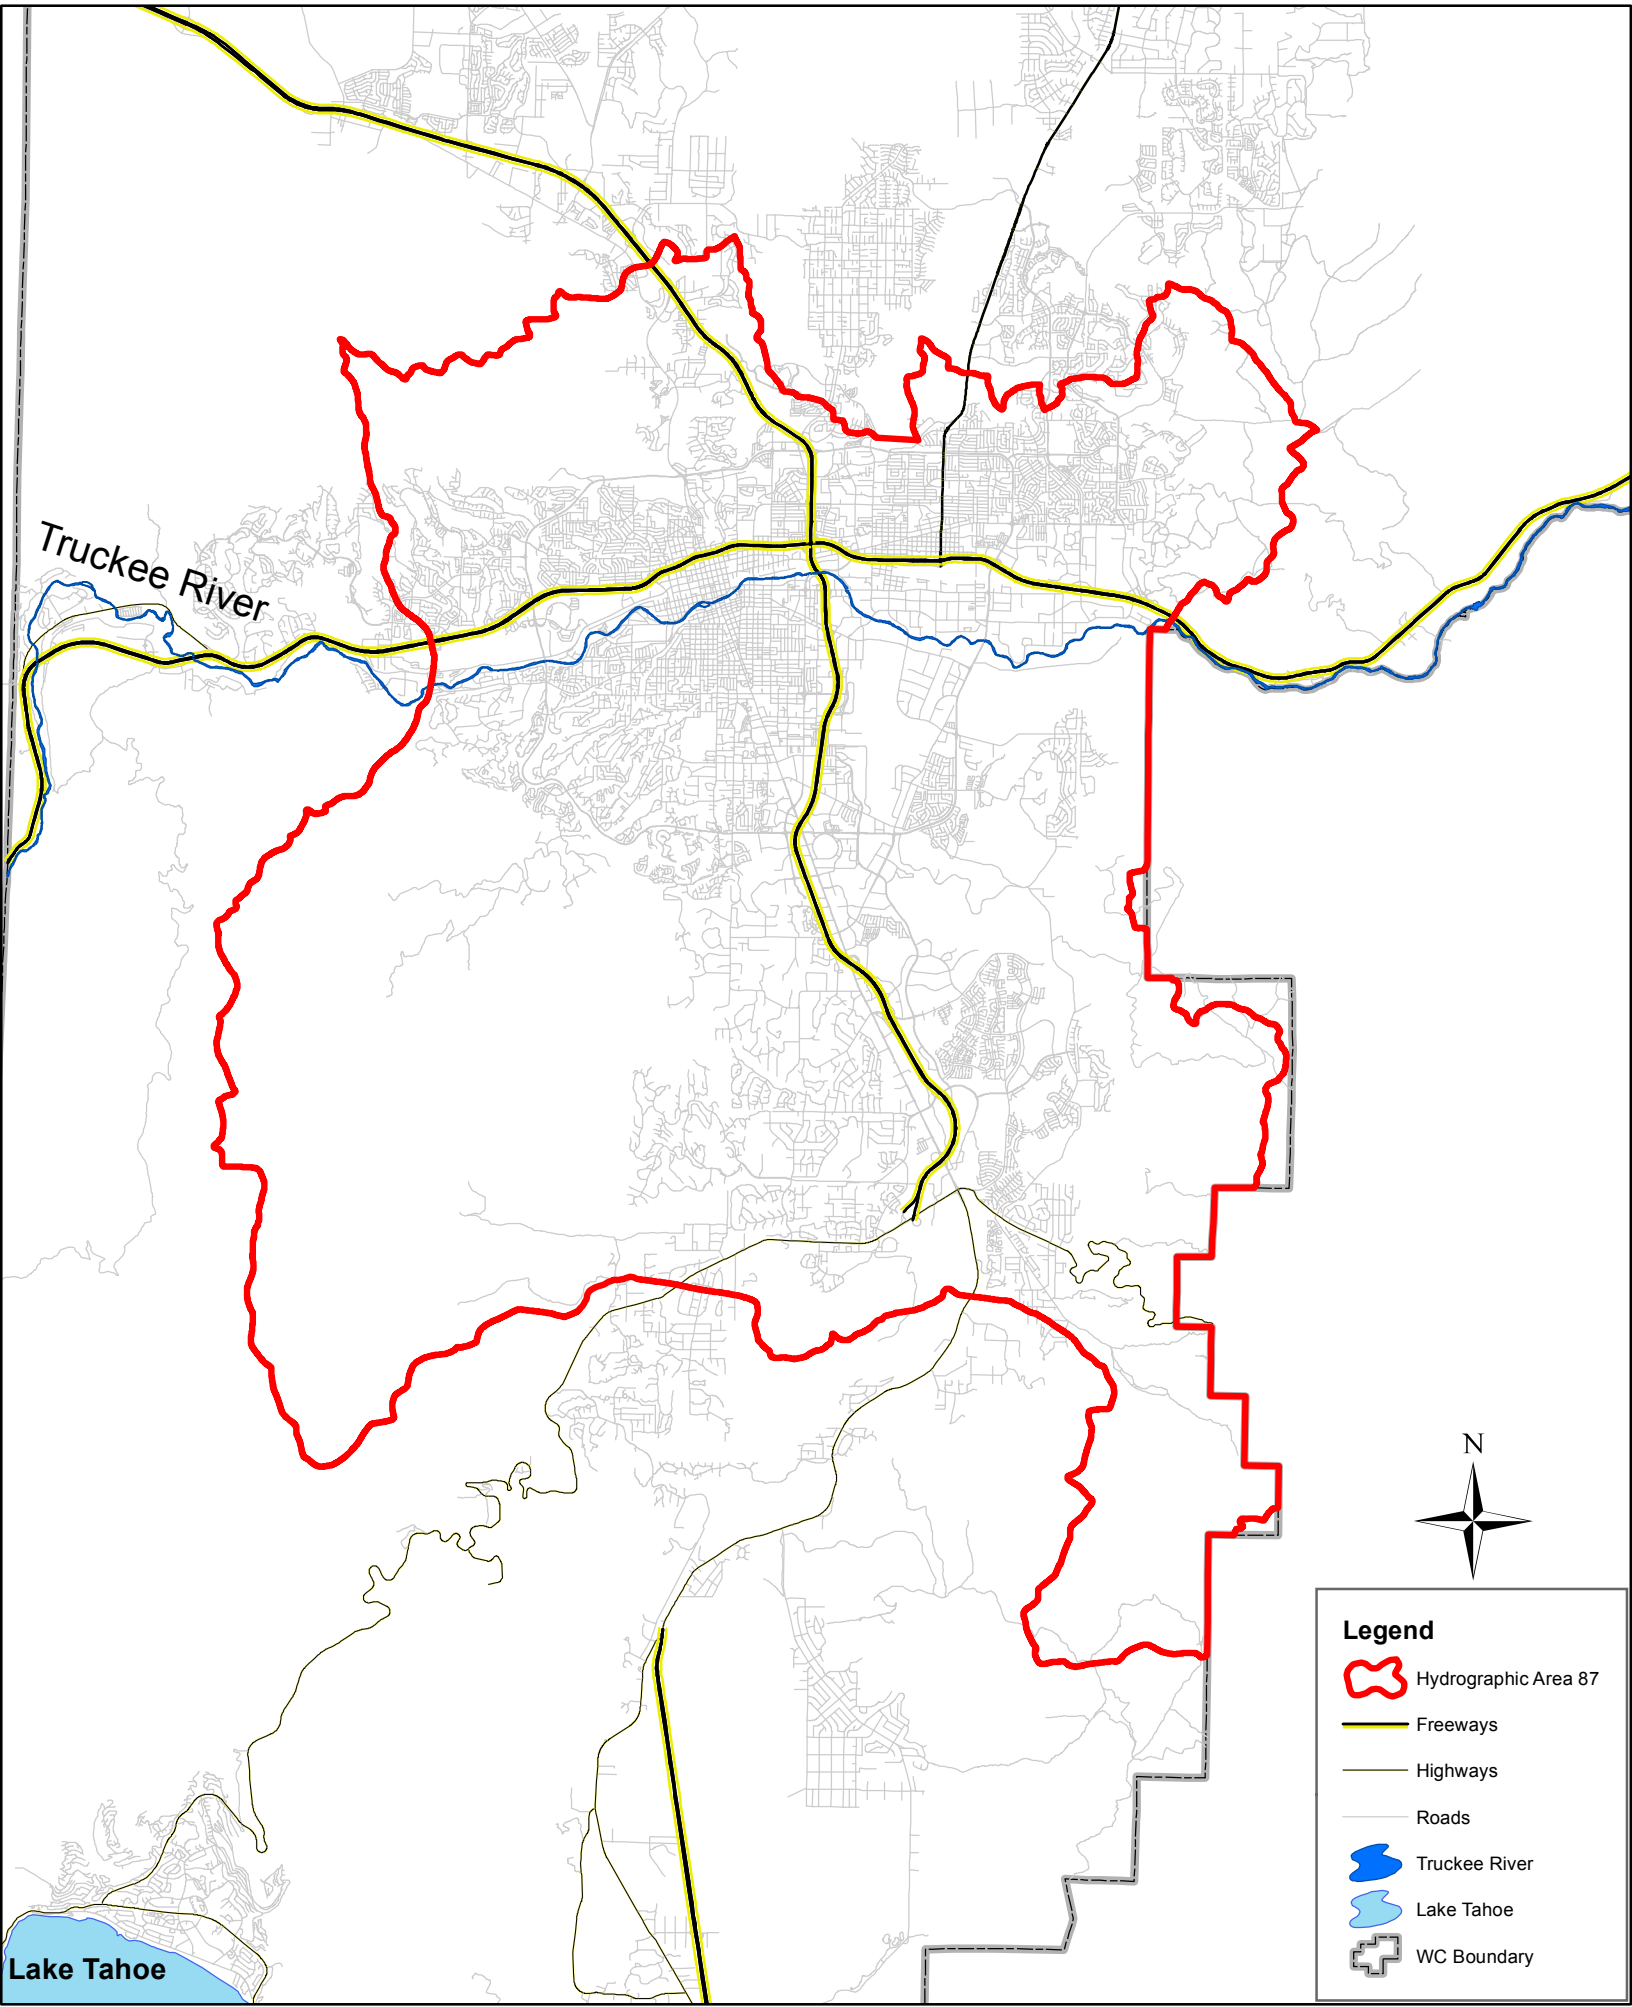 Truckee River
N
Legend
Hydrographic Area 87
Freeways
Highways
Roads
Truckee River
Lake Tahoe
WC Boundary
Lake Tahoe